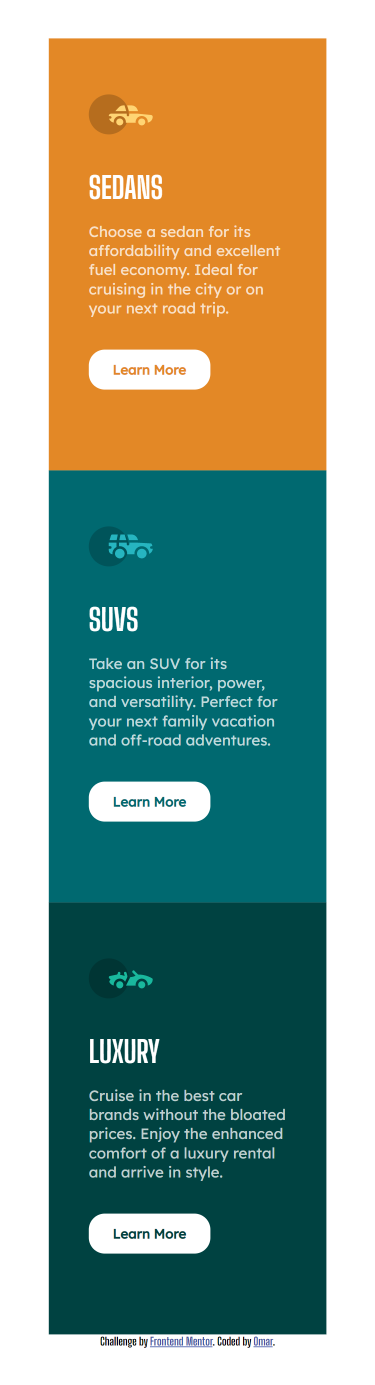 SEDANS
Choose a sedan for its
affordability and excellent
fuel economy. Ideal for
cruising in the city or on
your next road trip.
Learn More
SUVS
Take an SUV for its
spacious interior, power,
and versatility. Perfect for
your next family vacation
and off-road adventures.
Learn More
LUXURY
Cruise in the best car
brands without the bloated
prices. Enjoy the enhanced
comfort of a luxury rental
and arrive in style.
Learn More
Challenge by Frontend Mentor. Coded by Omar.